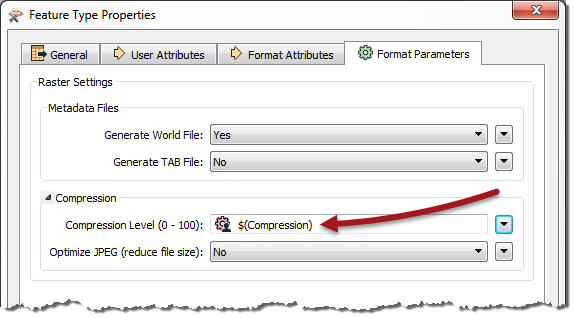 Feature Type Properties
General
User Attributes
Format Attributes
Format Parameters
Raster Settings
Metadata Files
Generate World File: Yes
Generate TAB File: No
Compression
Compression Level (0 - 100): $(Compression)
Optimize JPEG (reduce file size): No